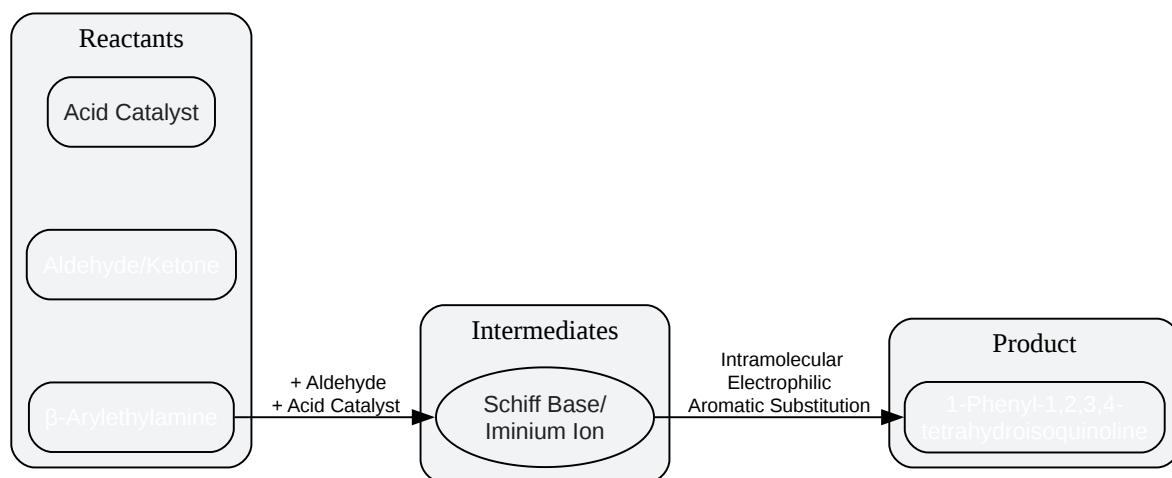 Reactants
Acid Catalyst
Aldehyde/Ketone
β-Arylethylamine
+ Aldehyde
+ Acid Catalyst
Intermediates
Schiff Base/
Iminium Ion
Intramolecular
Electrophilic
Aromatic Substitution
Product
1-Phenyl-1,2,3,4-
tetrahydroisoquinoline